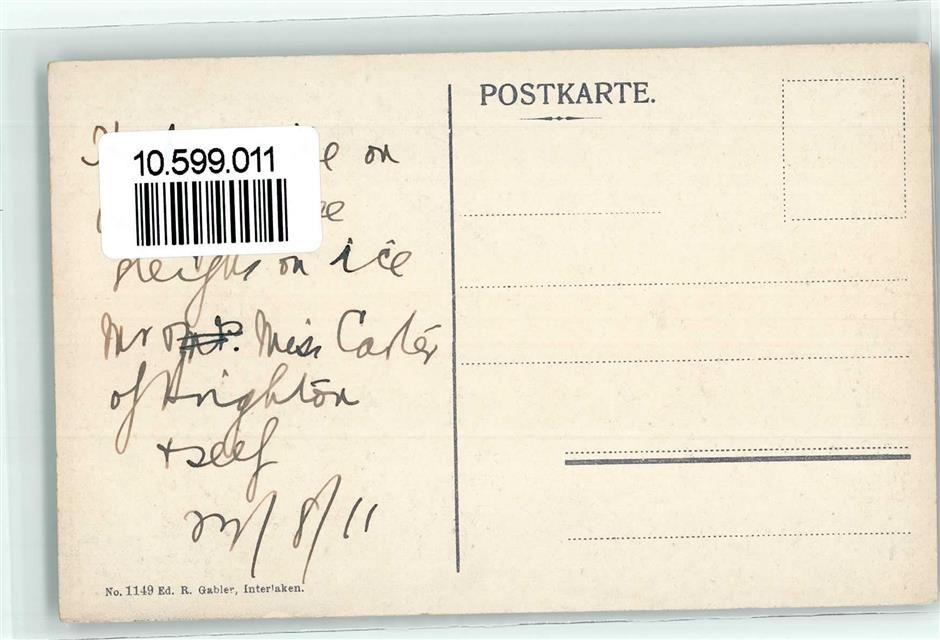 10.599.011
on
sleighs on ice
Mr Miss Carter
of Brighton
+ self
22/8/11
No. 1149 Ed. R. Gabler, Interlaken.
POSTKARTE.